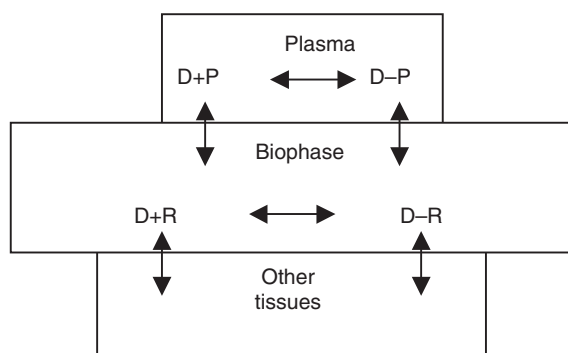 Plasma
D+P D–P
Biophase
D+R D–R
Other
tissues